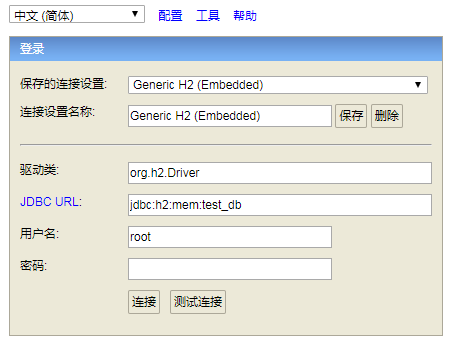 中文 (简体) 配置 工具 帮助
登录
保存的连接设置: Generic H2 (Embedded)
连接设置名称: Generic H2 (Embedded) 保存 删除
驱动类: org.h2.Driver
JDBC URL: jdbc:h2:mem:test_db
用户名: root
密码:
连接 测试连接